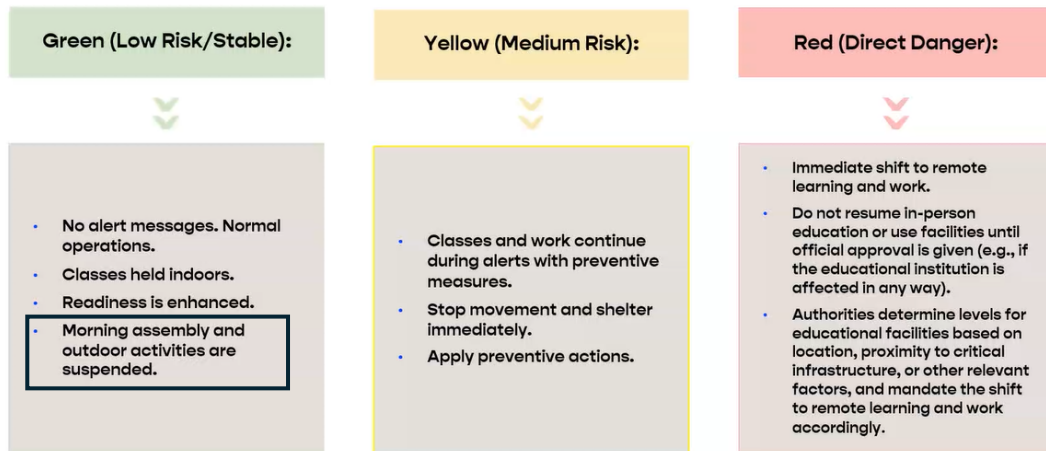 Green (Low Risk/Stable):
No alert messages. Normal
operations.
Classes held indoors.
Readiness is enhanced.
Morning assembly and
outdoor activities are
suspended.
Yellow (Medium Risk):
Classes and work continue
during alerts with preventive
measures.
Stop movement and shelter
immediately.
Apply preventive actions.
Red (Direct Danger):
Immediate shift to remote
learning and work.
Do not resume in-person
education or use facilities until
official approval is given (e.g., if
the educational institution is
affected in any way).
Authorities determine levels for
educational facilities based on
location, proximity to critical
infrastructure, or other relevant
factors, and mandate the shift
to remote learning and work
accordingly.